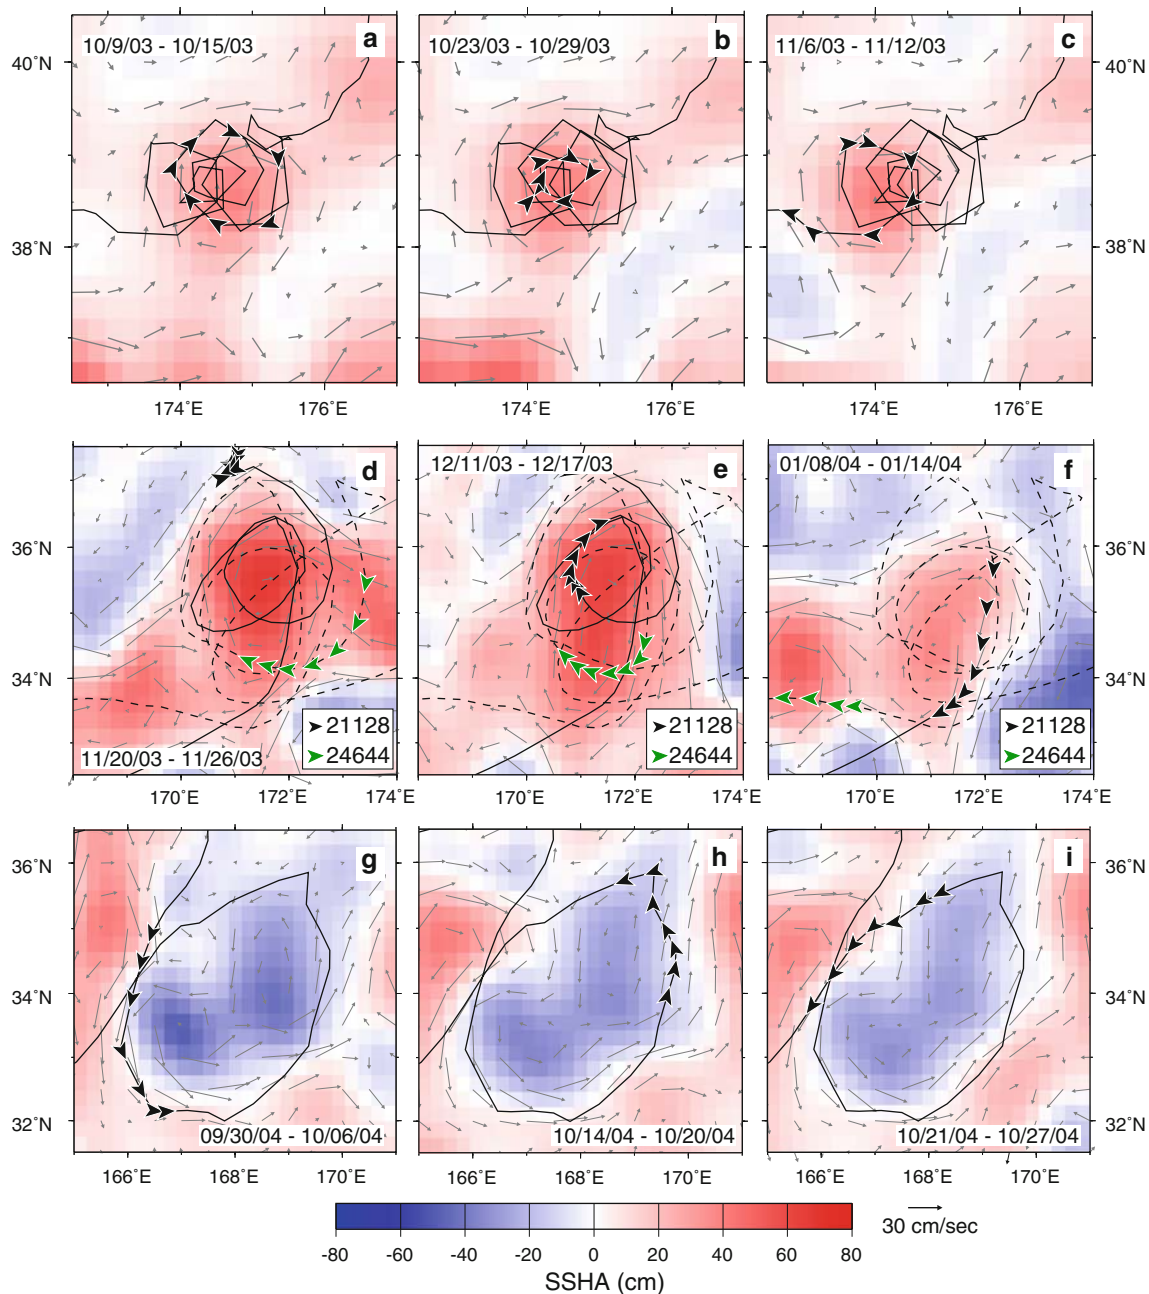 10/9/03 - 10/15/03 a
10/23/03 - 10/29/03 b
11/6/03 - 11/12/03 c
40°N 40°N
38°N 38°N
174°E 176°E 174°E 176°E 174°E 176°E
d
12/11/03 - 12/17/03 e
01/08/04 - 01/14/04 f
36°N 36°N
34°N 34°N
21128
24644
11/20/03 - 11/26/03
21128
24644
21128
24644
170°E 172°E 174°E 170°E 172°E 174°E 170°E 172°E 174°E
g h i
36°N 36°N
34°N 34°N
32°N 32°N
09/30/04 - 10/06/04
10/14/04 - 10/20/04
10/21/04 - 10/27/04
166°E 168°E 170°E 166°E 168°E 170°E 166°E 168°E 170°E
30 cm/sec
-80 -60 -40 -20 0 20 40 60 80
SSHA (cm)